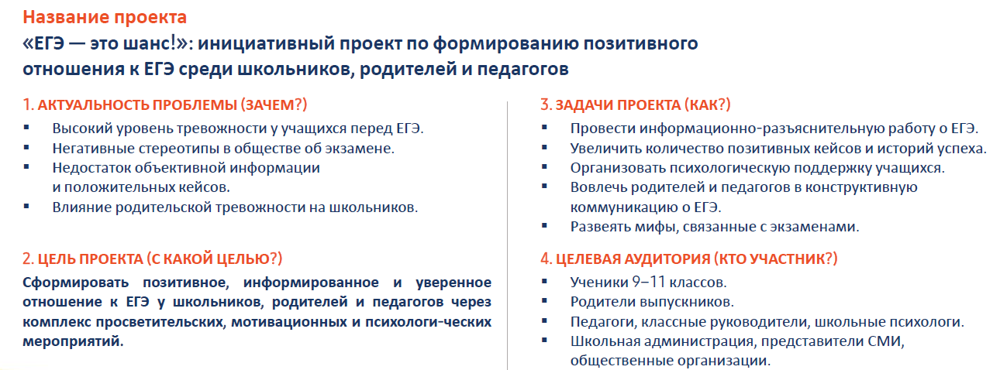 Название проекта
«ЕГЭ — это шанс!»: инициативный проект по формированию позитивного
отношения к ЕГЭ среди школьников, родителей и педагогов
1. АКТУАЛЬНОСТЬ ПРОБЛЕМЫ (ЗАЧЕМ?)
▪ Высокий уровень тревожности у учащихся перед ЕГЭ.
▪ Негативные стереотипы в обществе об экзамене.
▪ Недостаток объективной информации
и положительных кейсов.
▪ Влияние родительской тревожности на школьников.
2. ЦЕЛЬ ПРОЕКТА (С КАКОЙ ЦЕЛЬЮ?)
Сформировать позитивное, информированное и уверенное
отношение к ЕГЭ у школьников, родителей и педагогов через
комплекс просветительских, мотивационных и психологи-ческих
мероприятий.
3. ЗАДАЧИ ПРОЕКТА (КАК?)
▪ Провести информационно-разъяснительную работу о ЕГЭ.
▪ Увеличить количество позитивных кейсов и историй успеха.
▪ Организовать психологическую поддержку учащихся.
▪ Вовлечь родителей и педагогов в конструктивную
коммуникацию о ЕГЭ.
▪ Развеять мифы, связанные с экзаменами.
4. ЦЕЛЕВАЯ АУДИТОРИЯ (КТО УЧАСТНИК?)
▪ Ученики 9–11 классов.
▪ Родители выпускников.
▪ Педагоги, классные руководители, школьные психологи.
▪ Школьная администрация, представители СМИ,
общественные организации.